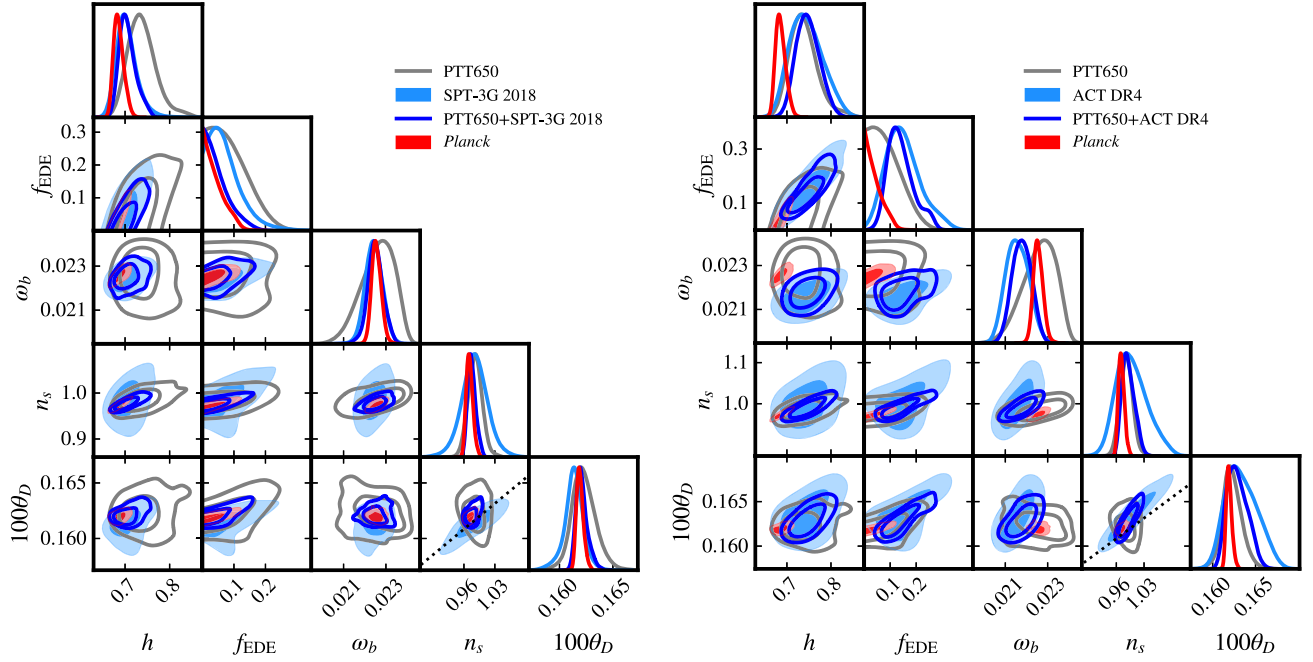 PTT650
SPT-3G 2018
PTT650+SPT-3G 2018
Planck
0.3
0.2
0.1
f_EDE
0.023
0.021
ω_b
1.0
0.9
n_s
0.165
0.160
100θ_D
0.7 0.8 0.1 0.2 0.021 0.023 0.96 1.03 0.160 0.165
h f_EDE ω_b n_s 100θ_D
PTT650
ACT DR4
PTT650+ACT DR4
Planck
0.3
0.1
f_EDE
0.023
0.021
ω_b
1.1
1.0
n_s
0.165
0.160
100θ_D
0.7 0.8 0.1 0.2 0.021 0.023 0.96 1.03 0.160 0.165
h f_EDE ω_b n_s 100θ_D